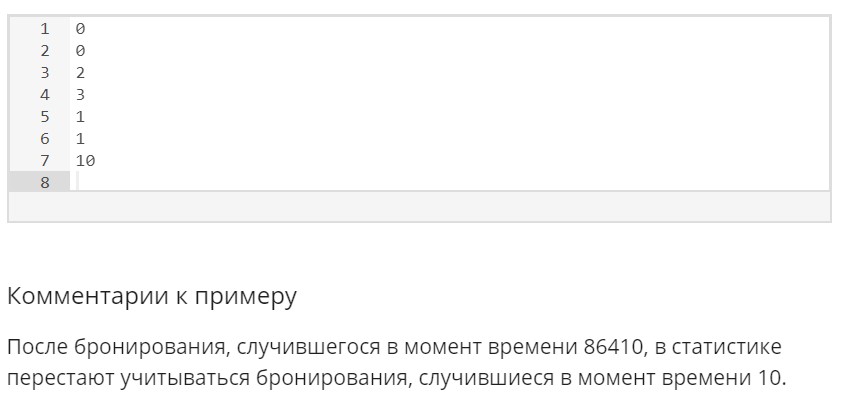 1 0
2 0
3 2
4 3
5 1
6 1
7 10
8
Комментарии к примеру
После бронирования, случившегося в момент времени 86410, в статистике
перестают учитываться бронирования, случившиеся в момент времени 10.